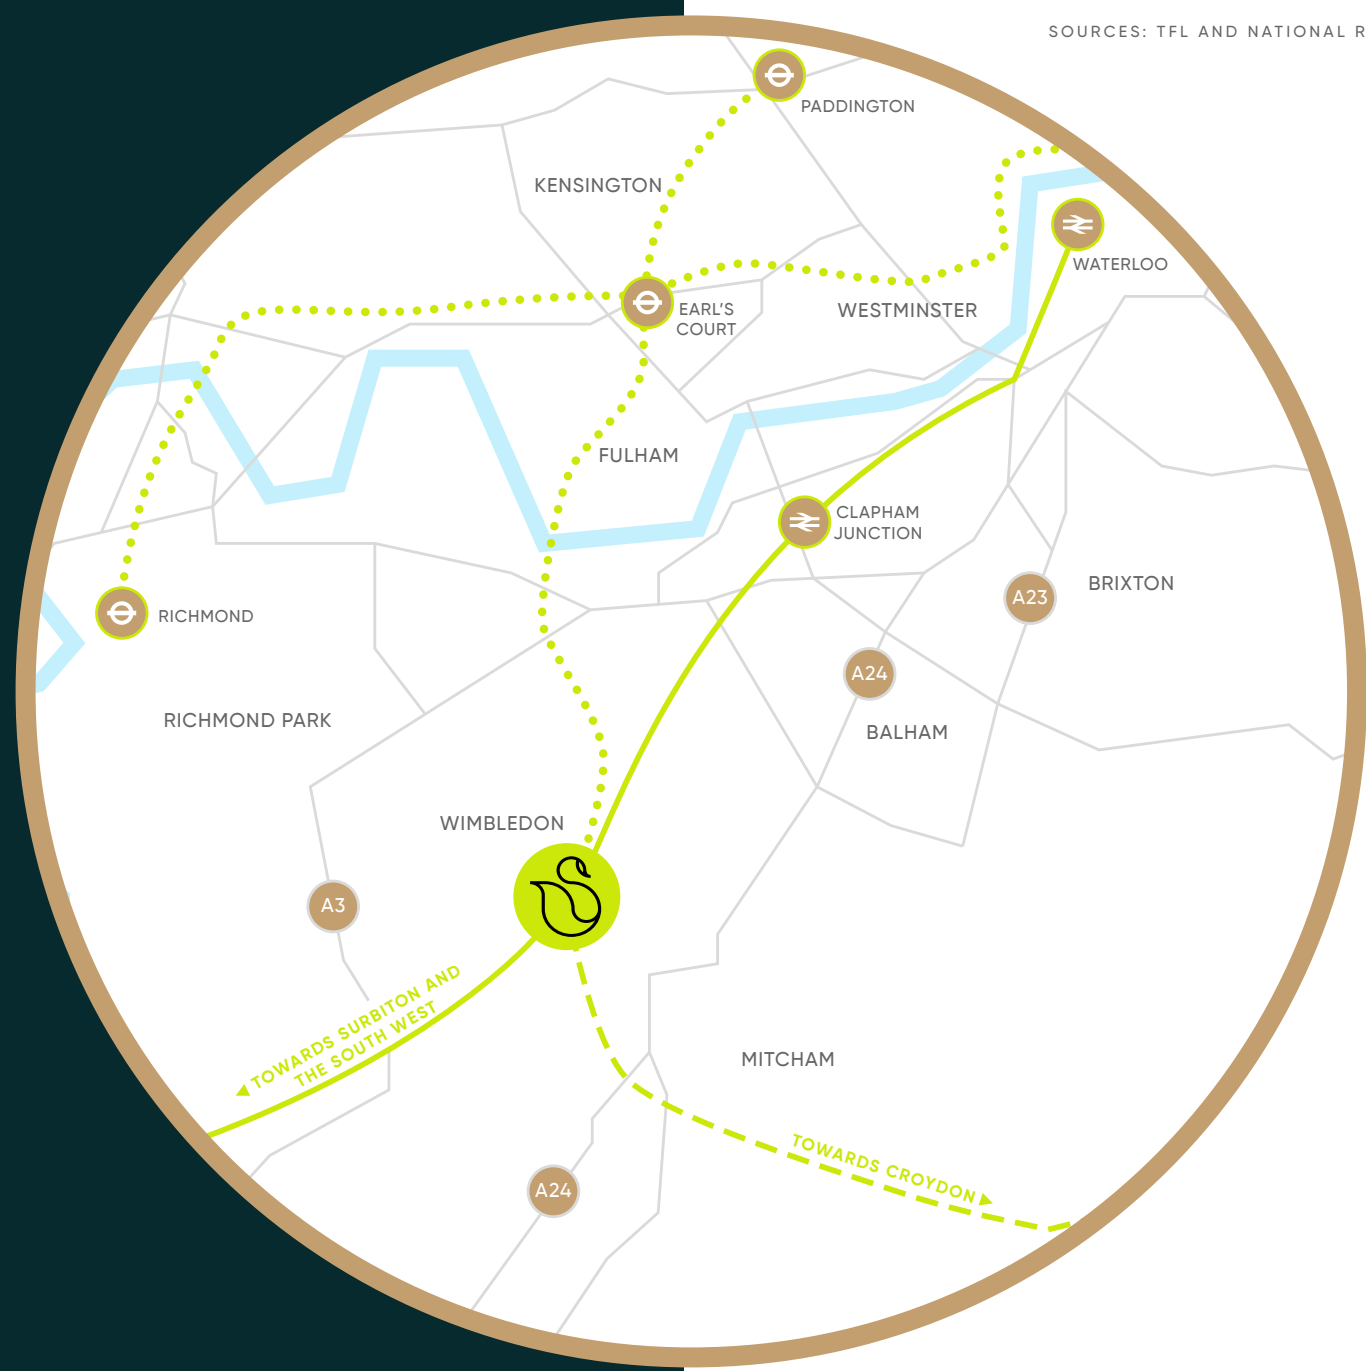 SOURCES: TFL AND NATIONAL R
PADDINGTON
KENSINGTON
WATERLOO
EARL'S
COURT
WESTMINSTER
FULHAM
CLAPHAM
JUNCTION
BRIXTON
A23
RICHMOND
A24
RICHMOND PARK
BALHAM
WIMBLEDON
A3
TOWARDS SURBITON AND
THE SOUTH WEST
MITCHAM
TOWARDS CROYDON
A24